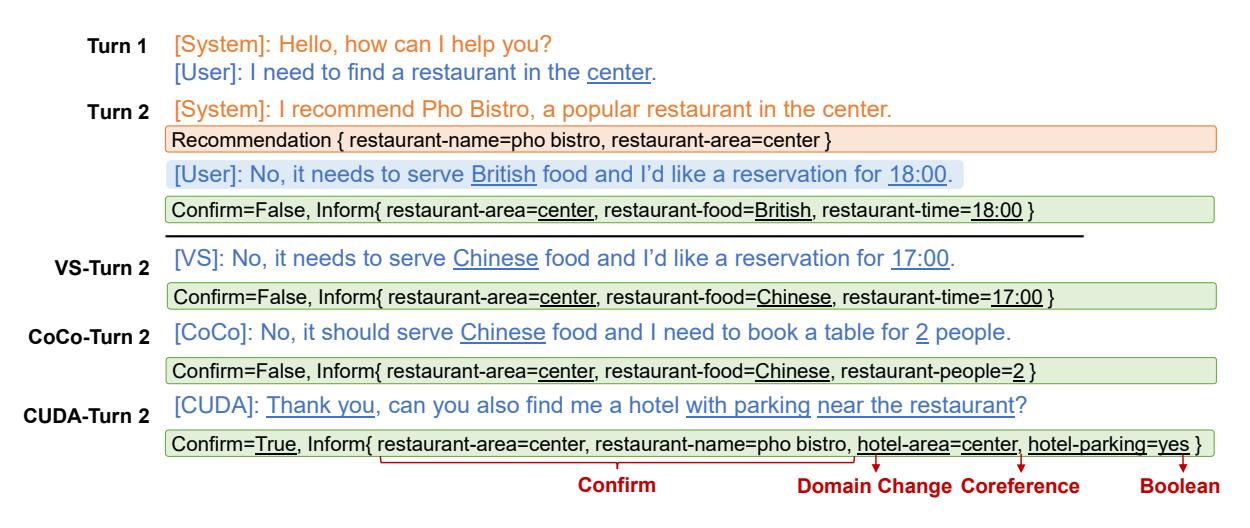 Turn 1 [System]: Hello, how can I help you?
[User]: I need to find a restaurant in the center.
Turn 2 [System]: I recommend Pho Bistro, a popular restaurant in the center.
Recommendation { restaurant-name=pho bistro, restaurant-area=center }
[User]: No, it needs to serve British food and I'd like a reservation for 18:00.
Confirm=False, Inform{ restaurant-area=center, restaurant-food=British, restaurant-time=18:00 }
VS-Turn 2 [VS]: No, it needs to serve Chinese food and I'd like a reservation for 17:00.
Confirm=False, Inform{ restaurant-area=center, restaurant-food=Chinese, restaurant-time=17:00 }
CoCo-Turn 2 [CoCo]: No, it should serve Chinese food and I need to book a table for 2 people.
Confirm=False, Inform{ restaurant-area=center, restaurant-food=Chinese, restaurant-people=2 }
CUDA-Turn 2 [CUDA]: Thank you, can you also find me a hotel with parking near the restaurant?
Confirm=True, Inform{ restaurant-area=center, restaurant-name=pho bistro, hotel-area=center, hotel-parking=yes }
Confirm Domain Change Coreference Boolean